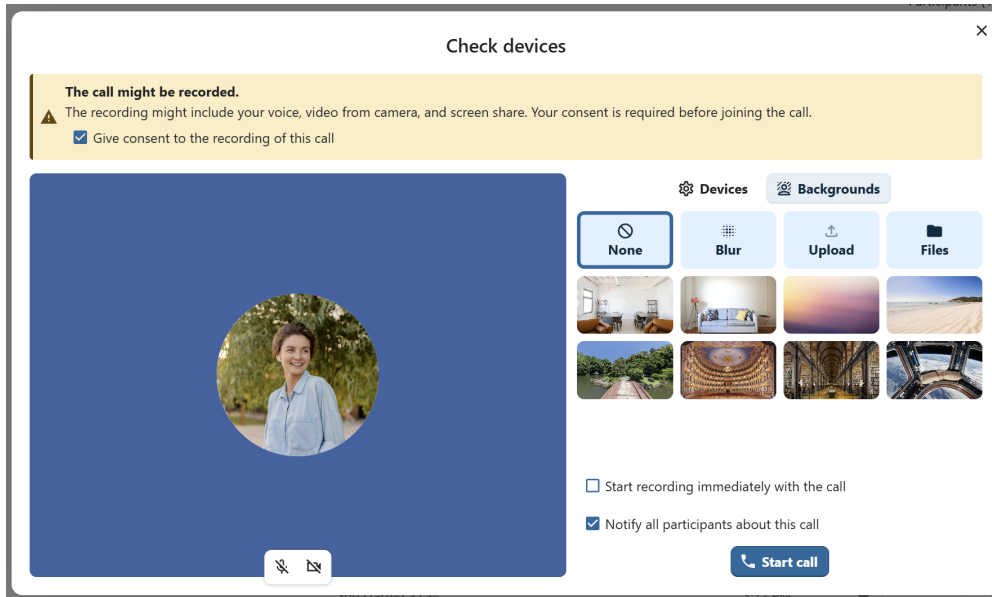 Check devices
The call might be recorded.
The recording might include your voice, video from camera, and screen share. Your consent is required before joining the call.
Give consent to the recording of this call
Devices
Backgrounds
None
Blur
Upload
Files
Start recording immediately with the call
Notify all participants about this call
Start call